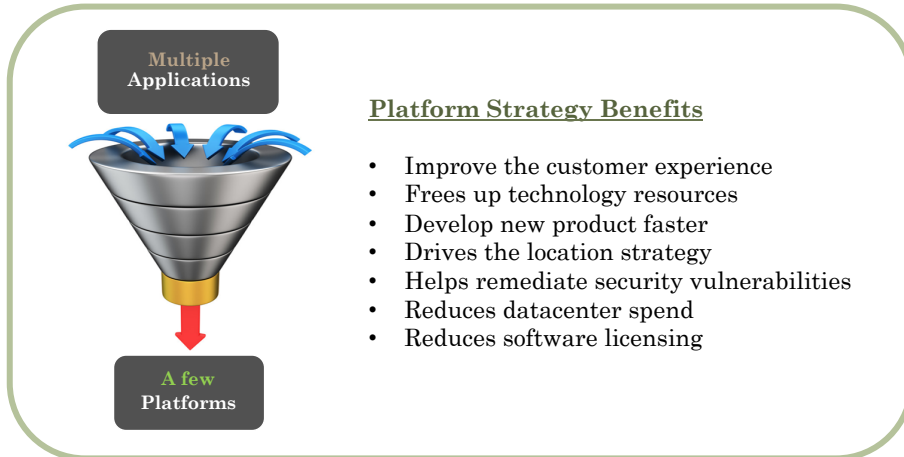 Multiple
Applications
Platform Strategy Benefits
• Improve the customer experience
• Frees up technology resources
• Develop new product faster
• Drives the location strategy
• Helps remediate security vulnerabilities
• Reduces datacenter spend
• Reduces software licensing
A few
Platforms